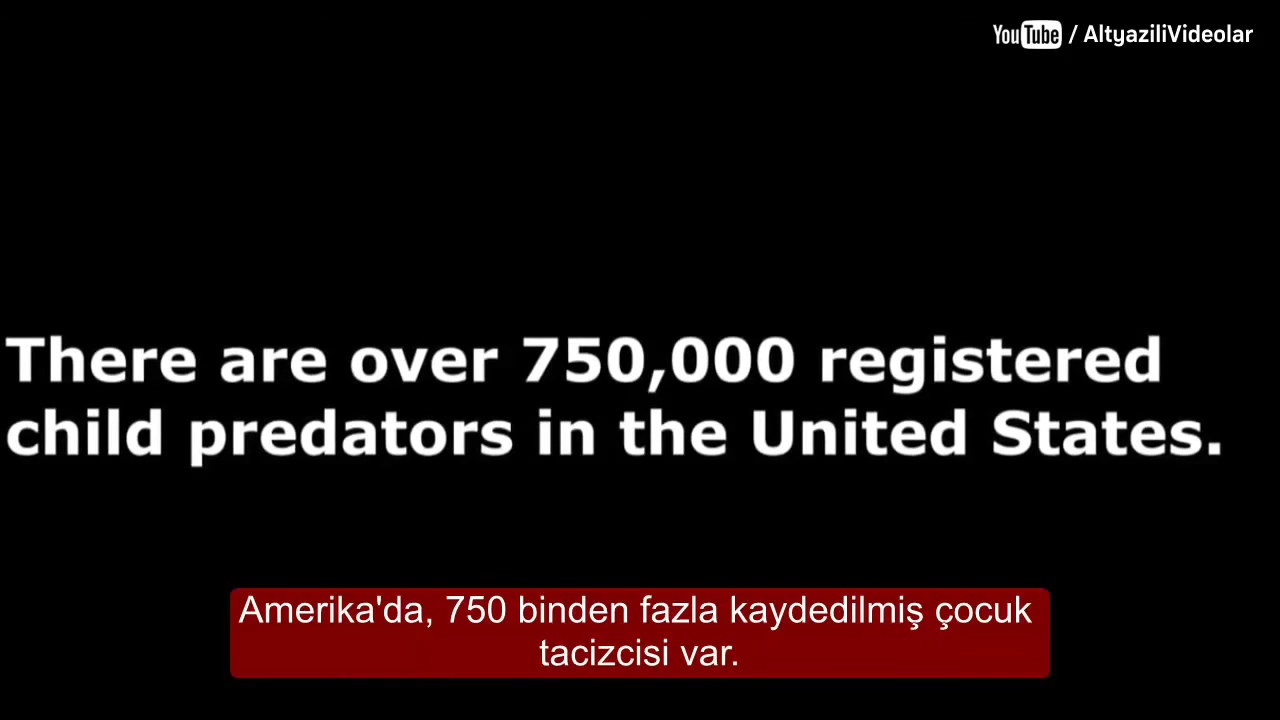 YouTube / AltyaziliVideolar
There are over 750,000 registered
child predators in the United States.
Amerika'da, 750 binden fazla kaydedilmiş çocuk
tacizcisi var.